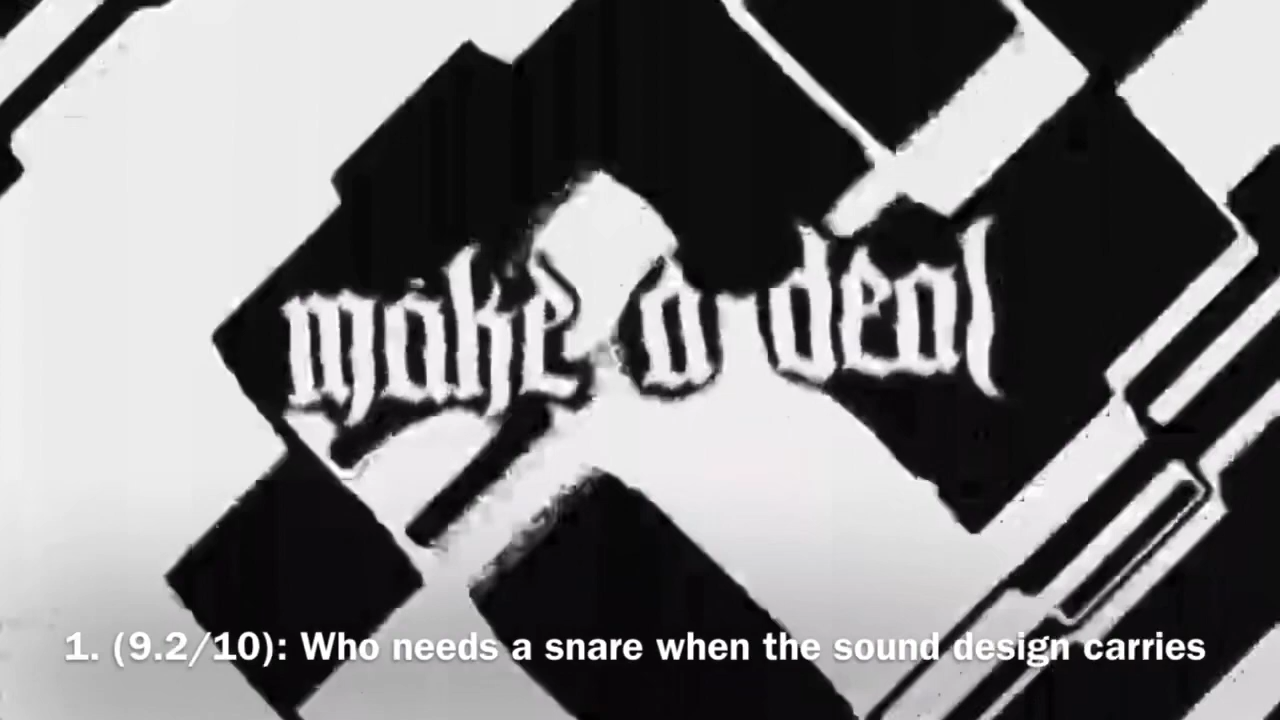 make a deal
1. (9.2/10): Who needs a snare when the sound design carries